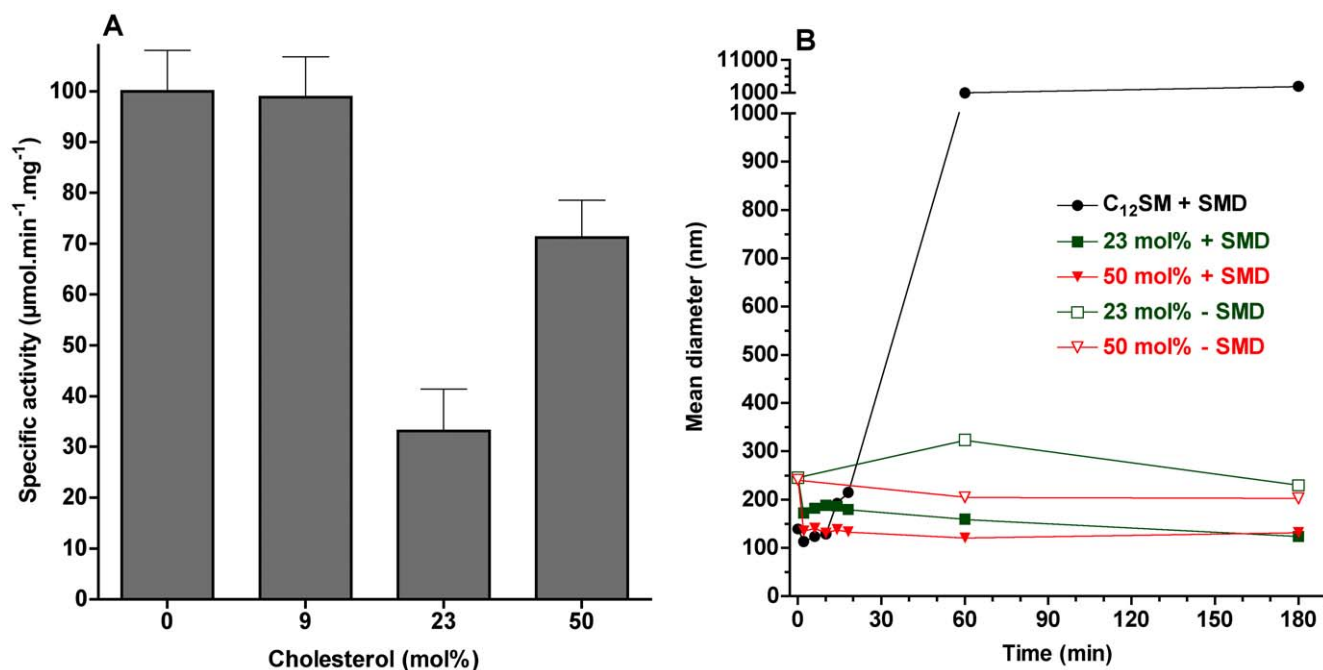 A
Specific activity (µmol.min⁻¹.mg⁻¹)
100
90
80
70
60
50
40
30
20
10
0
0 9 23 50
Cholesterol (mol%)
B
Mean diameter (nm)
11000
1000
1000
900
800
700
600
500
400
300
200
100
0
C₁₂SM + SMD
23 mol% + SMD
50 mol% + SMD
23 mol% - SMD
50 mol% - SMD
0 30 60 90 120 150 180
Time (min)